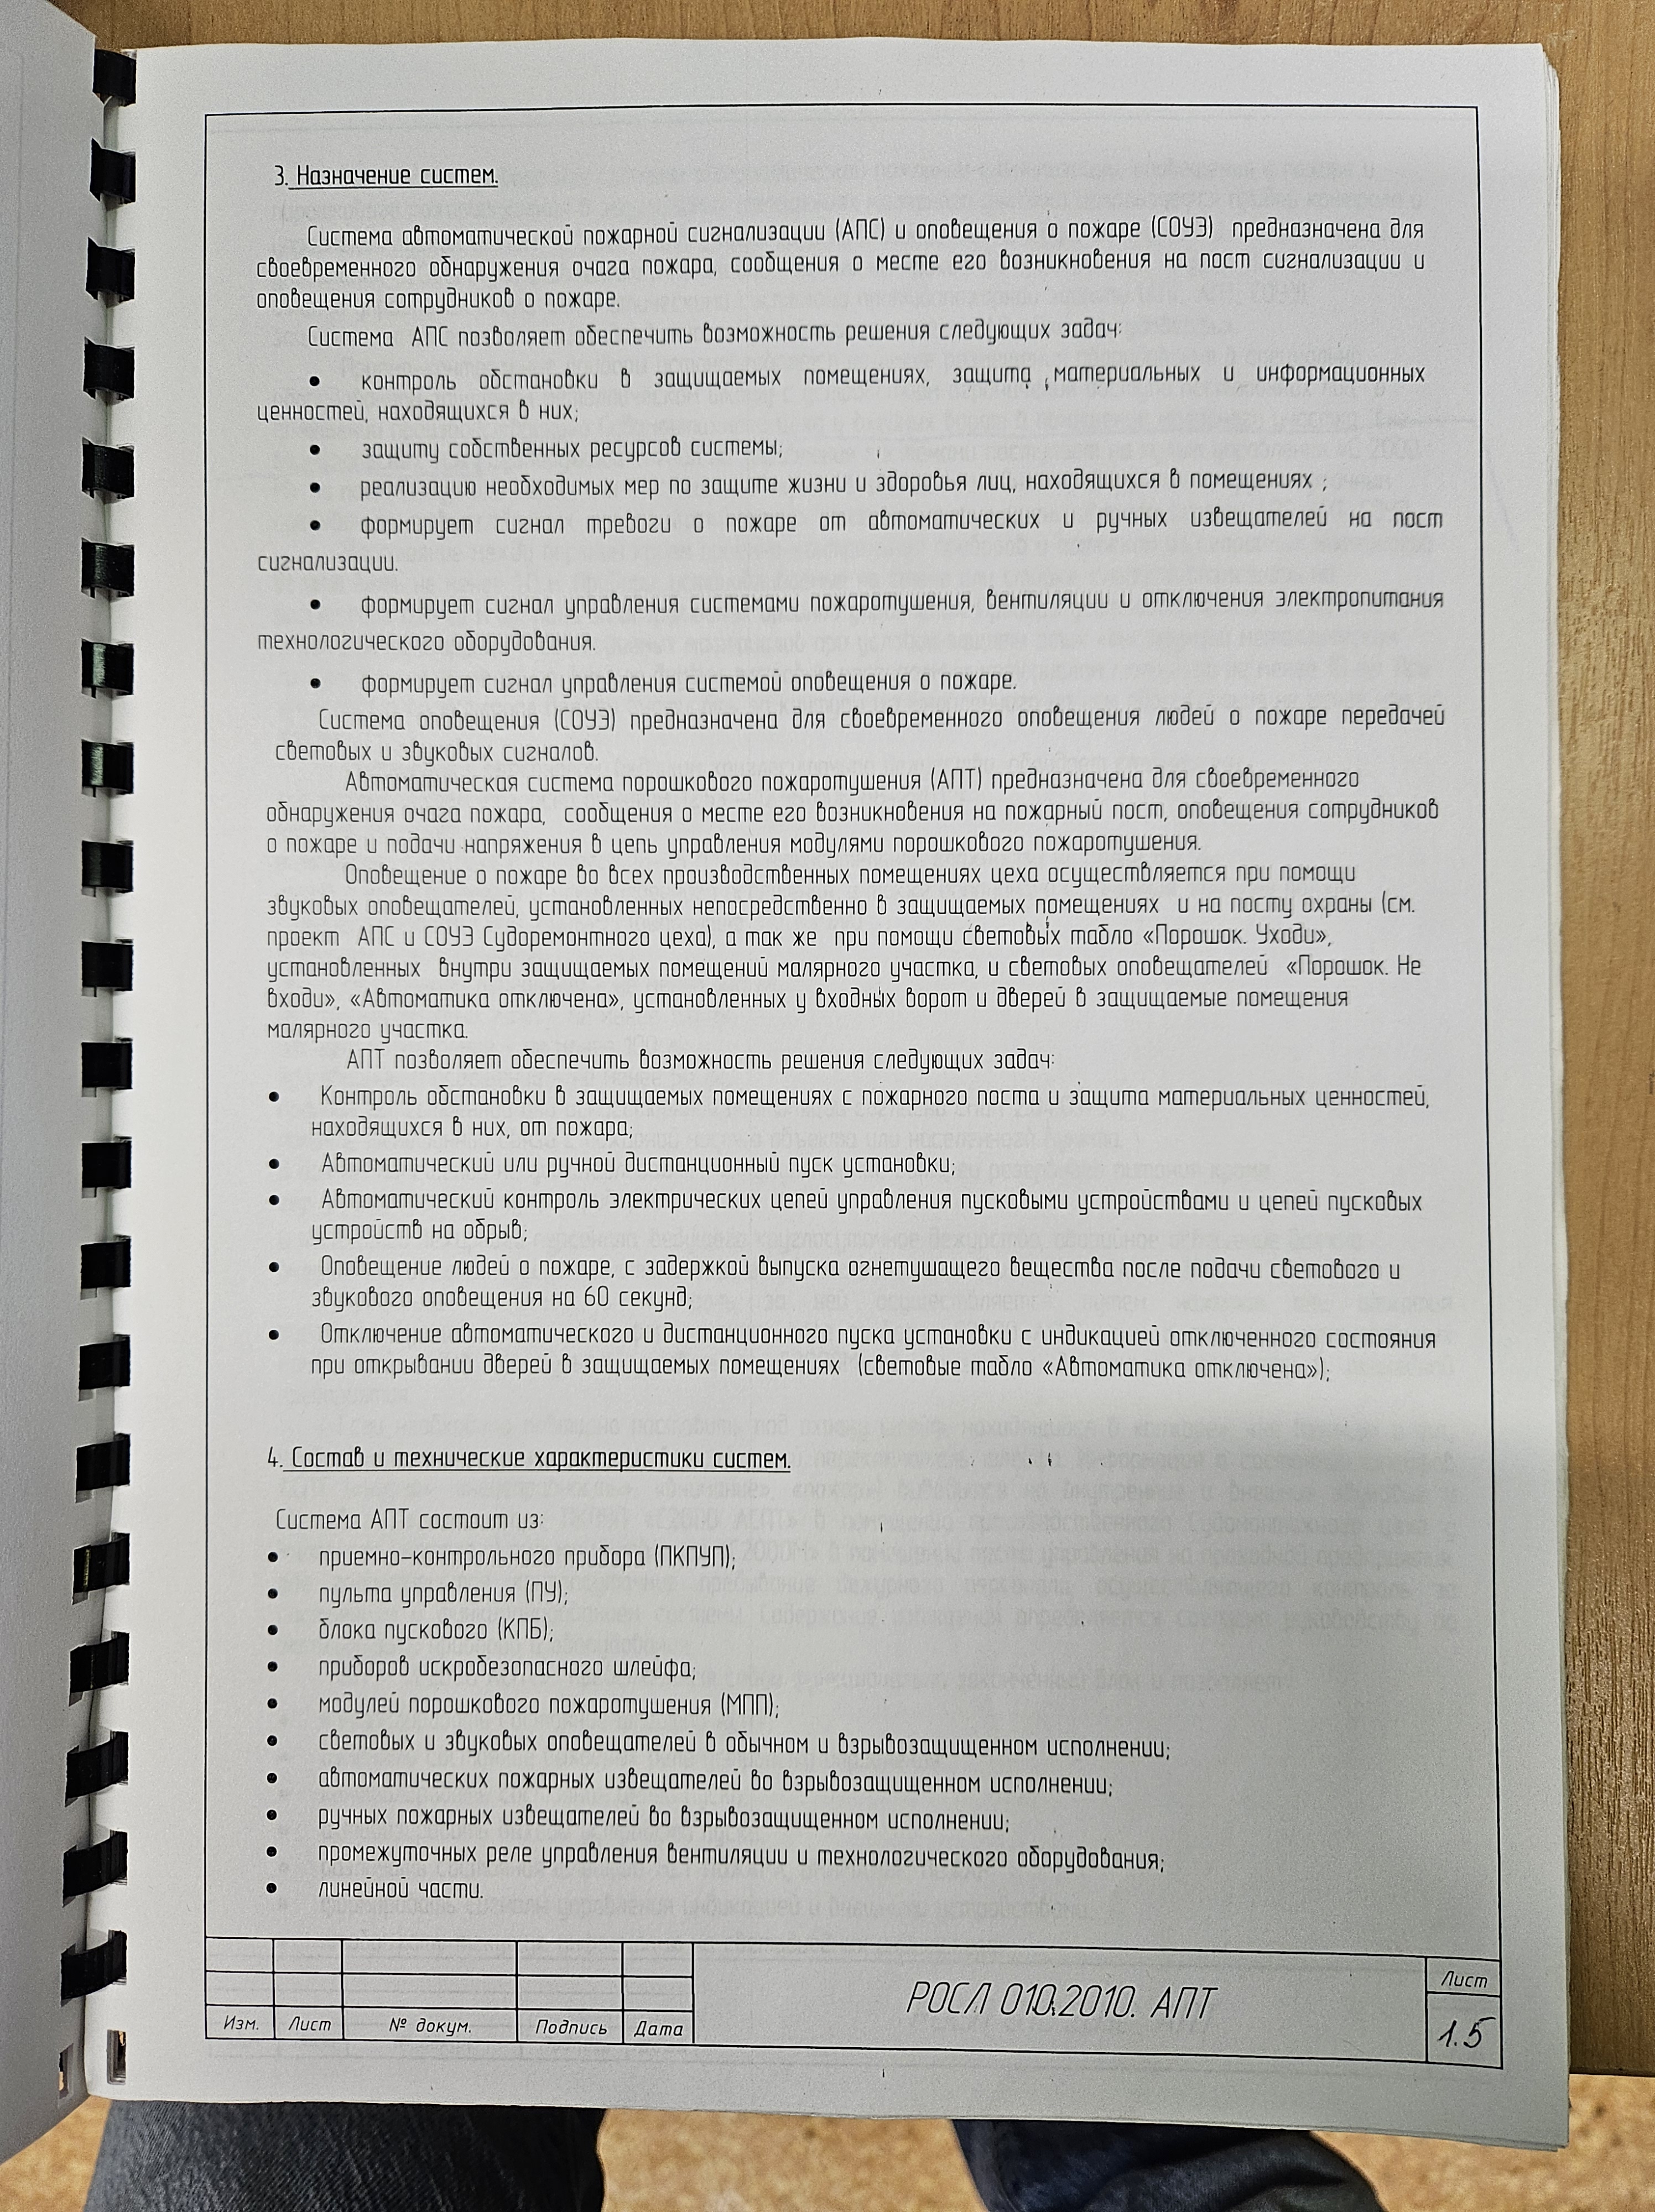 3. Назначение систем.
Система автоматической пожарной сигнализации (АПС) и оповещения о пожаре (СОУЭ) предназначена для
своевременного обнаружения очага пожара, сообщения о месте его возникновения на пост сигнализации и
оповещения сотрудников о пожаре.
Система АПС позволяет обеспечить возможность решения следующих задач:
• контроль обстановки в защищаемых помещениях, защита материальных и информационных
ценностей, находящихся в них;
• защиту собственных ресурсов системы;
• реализацию необходимых мер по защите жизни и здоровья лиц, находящихся в помещениях ;
• формирует сигнал тревоги о пожаре от автоматических и ручных извещателей на пост
сигнализации.
• формирует сигнал управления системами пожаротушения, вентиляции и отключения электропитания
технологического оборудования.
• формирует сигнал управления системой оповещения о пожаре.
Система оповещения (СОУЭ) предназначена для своевременного оповещения людей о пожаре передачей
световых и звуковых сигналов.
Автоматическая система порошкового пожаротушения (АПТ) предназначена для своевременного
обнаружения очага пожара, сообщения о месте его возникновения на пожарный пост, оповещения сотрудников
о пожаре и подачи напряжения в цепь управления модулями порошкового пожаротушения.
Оповещение о пожаре во всех производственных помещениях цеха осуществляется при помощи
звуковых оповещателей, установленных непосредственно в защищаемых помещениях и на посту охраны (см.
проект АПС и СОУЭ Судоремонтного цеха), а так же при помощи световых табло «Порошок. Уходи»,
установленных внутри защищаемых помещений малярного участка, и световых оповещателей «Порошок. Не
входи», «Автоматика отключена», установленных у входных ворот и дверей в защищаемые помещения
малярного участка.
АПТ позволяет обеспечить возможность решения следующих задач:
• Контроль обстановки в защищаемых помещениях с пожарного поста и защита материальных ценностей,
находящихся в них, от пожара;
• Автоматический или ручной дистанционный пуск установки;
• Автоматический контроль электрических цепей управления пусковыми устройствами и цепей пусковых
устройств на обрыв;
• Оповещение людей о пожаре, с задержкой выпуска огнетушащего вещества после подачи светового и
звукового оповещения на 60 секунд;
• Отключение автоматического и дистанционного пуска установки с индикацией отключенного состояния
при открывании дверей в защищаемых помещениях (световые табло «Автоматика отключена»);
4. Состав и технические характеристики систем.
Система АПТ состоит из:
• приемно-контрольного прибора (ПКПУП);
• пульта управления (ПУ);
• блока пускового (КПБ);
• приборов искробезопасного шлейфа;
• модулей порошкового пожаротушения (МПП);
• световых и звуковых оповещателей в обычном и взрывозащищенном исполнении;
• автоматических пожарных извещателей во взрывозащищенном исполнении;
• ручных пожарных извещателей во взрывозащищенном исполнении;
• промежуточных реле управления вентиляции и технологического оборудования;
• линейной части.
Изм. Лист № докум. Подпись Дата
РОСЛ 010.2010. АПТ
Лист
1.5